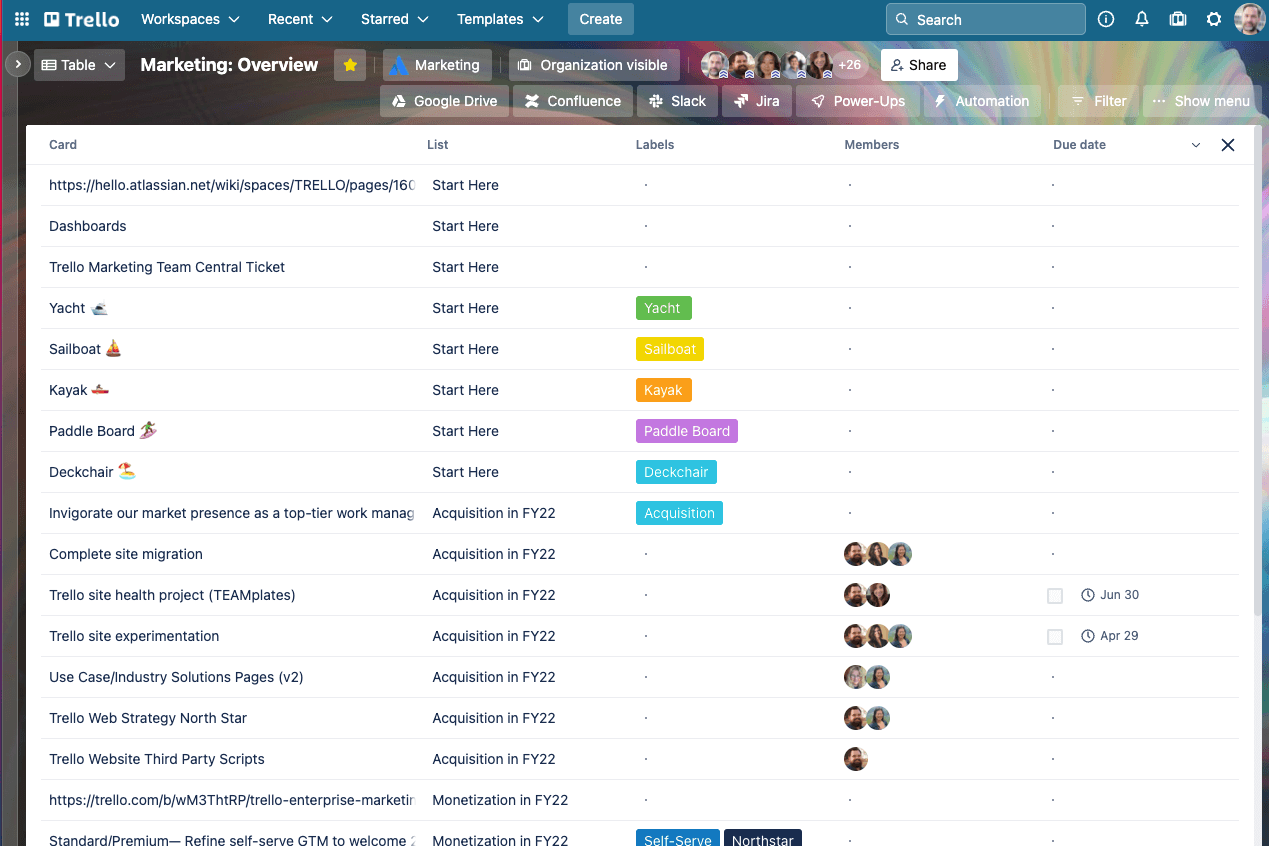 Trello Workspaces Recent Starred Templates Create Search
Table Marketing: Overview Marketing Organization visible +26 Share
Google Drive Confluence Slack Jira Power-Ups Automation Filter ··· Show menu
Card List Labels Members Due date
https://hello.atlassian.net/wiki/spaces/TRELLO/pages/160 Start Here · · ·
Dashboards Start Here · · ·
Trello Marketing Team Central Ticket Start Here · · ·
Yacht 🛥️ Start Here Yacht · ·
Sailboat ⛵ Start Here Sailboat · ·
Kayak 🚣 Start Here Kayak · ·
Paddle Board 🏄 Start Here Paddle Board · ·
Deckchair 🏖️ Start Here Deckchair · ·
Invigorate our market presence as a top-tier work manag Acquisition in FY22 Acquisition · ·
Complete site migration Acquisition in FY22 · ·
Trello site health project (TEAMplates) Acquisition in FY22 · Jun 30
Trello site experimentation Acquisition in FY22 · Apr 29
Use Case/Industry Solutions Pages (v2) Acquisition in FY22 · ·
Trello Web Strategy North Star Acquisition in FY22 · ·
Trello Website Third Party Scripts Acquisition in FY22 · ·
https://trello.com/b/wM3ThtRP/trello-enterprise-marketin Monetization in FY22 · · ·
Standard/Premium— Refine self-serve GTM to welcome 2 Monetization in FY22 Self-Serve Northstar · ·